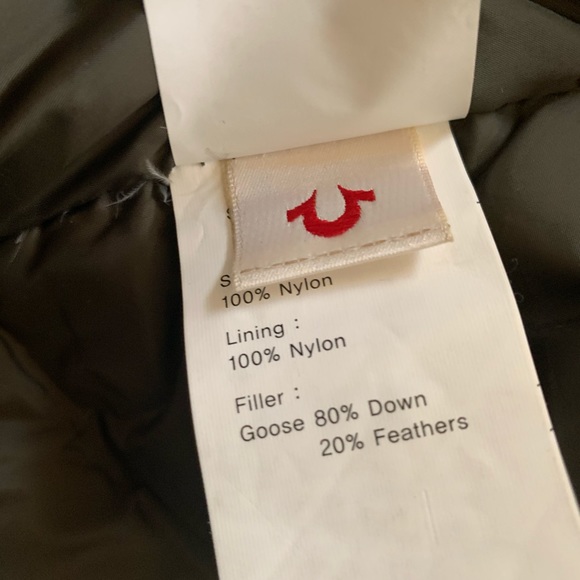 100% Nylon
Lining :
100% Nylon
Filler :
Goose 80% Down
20% Feathers